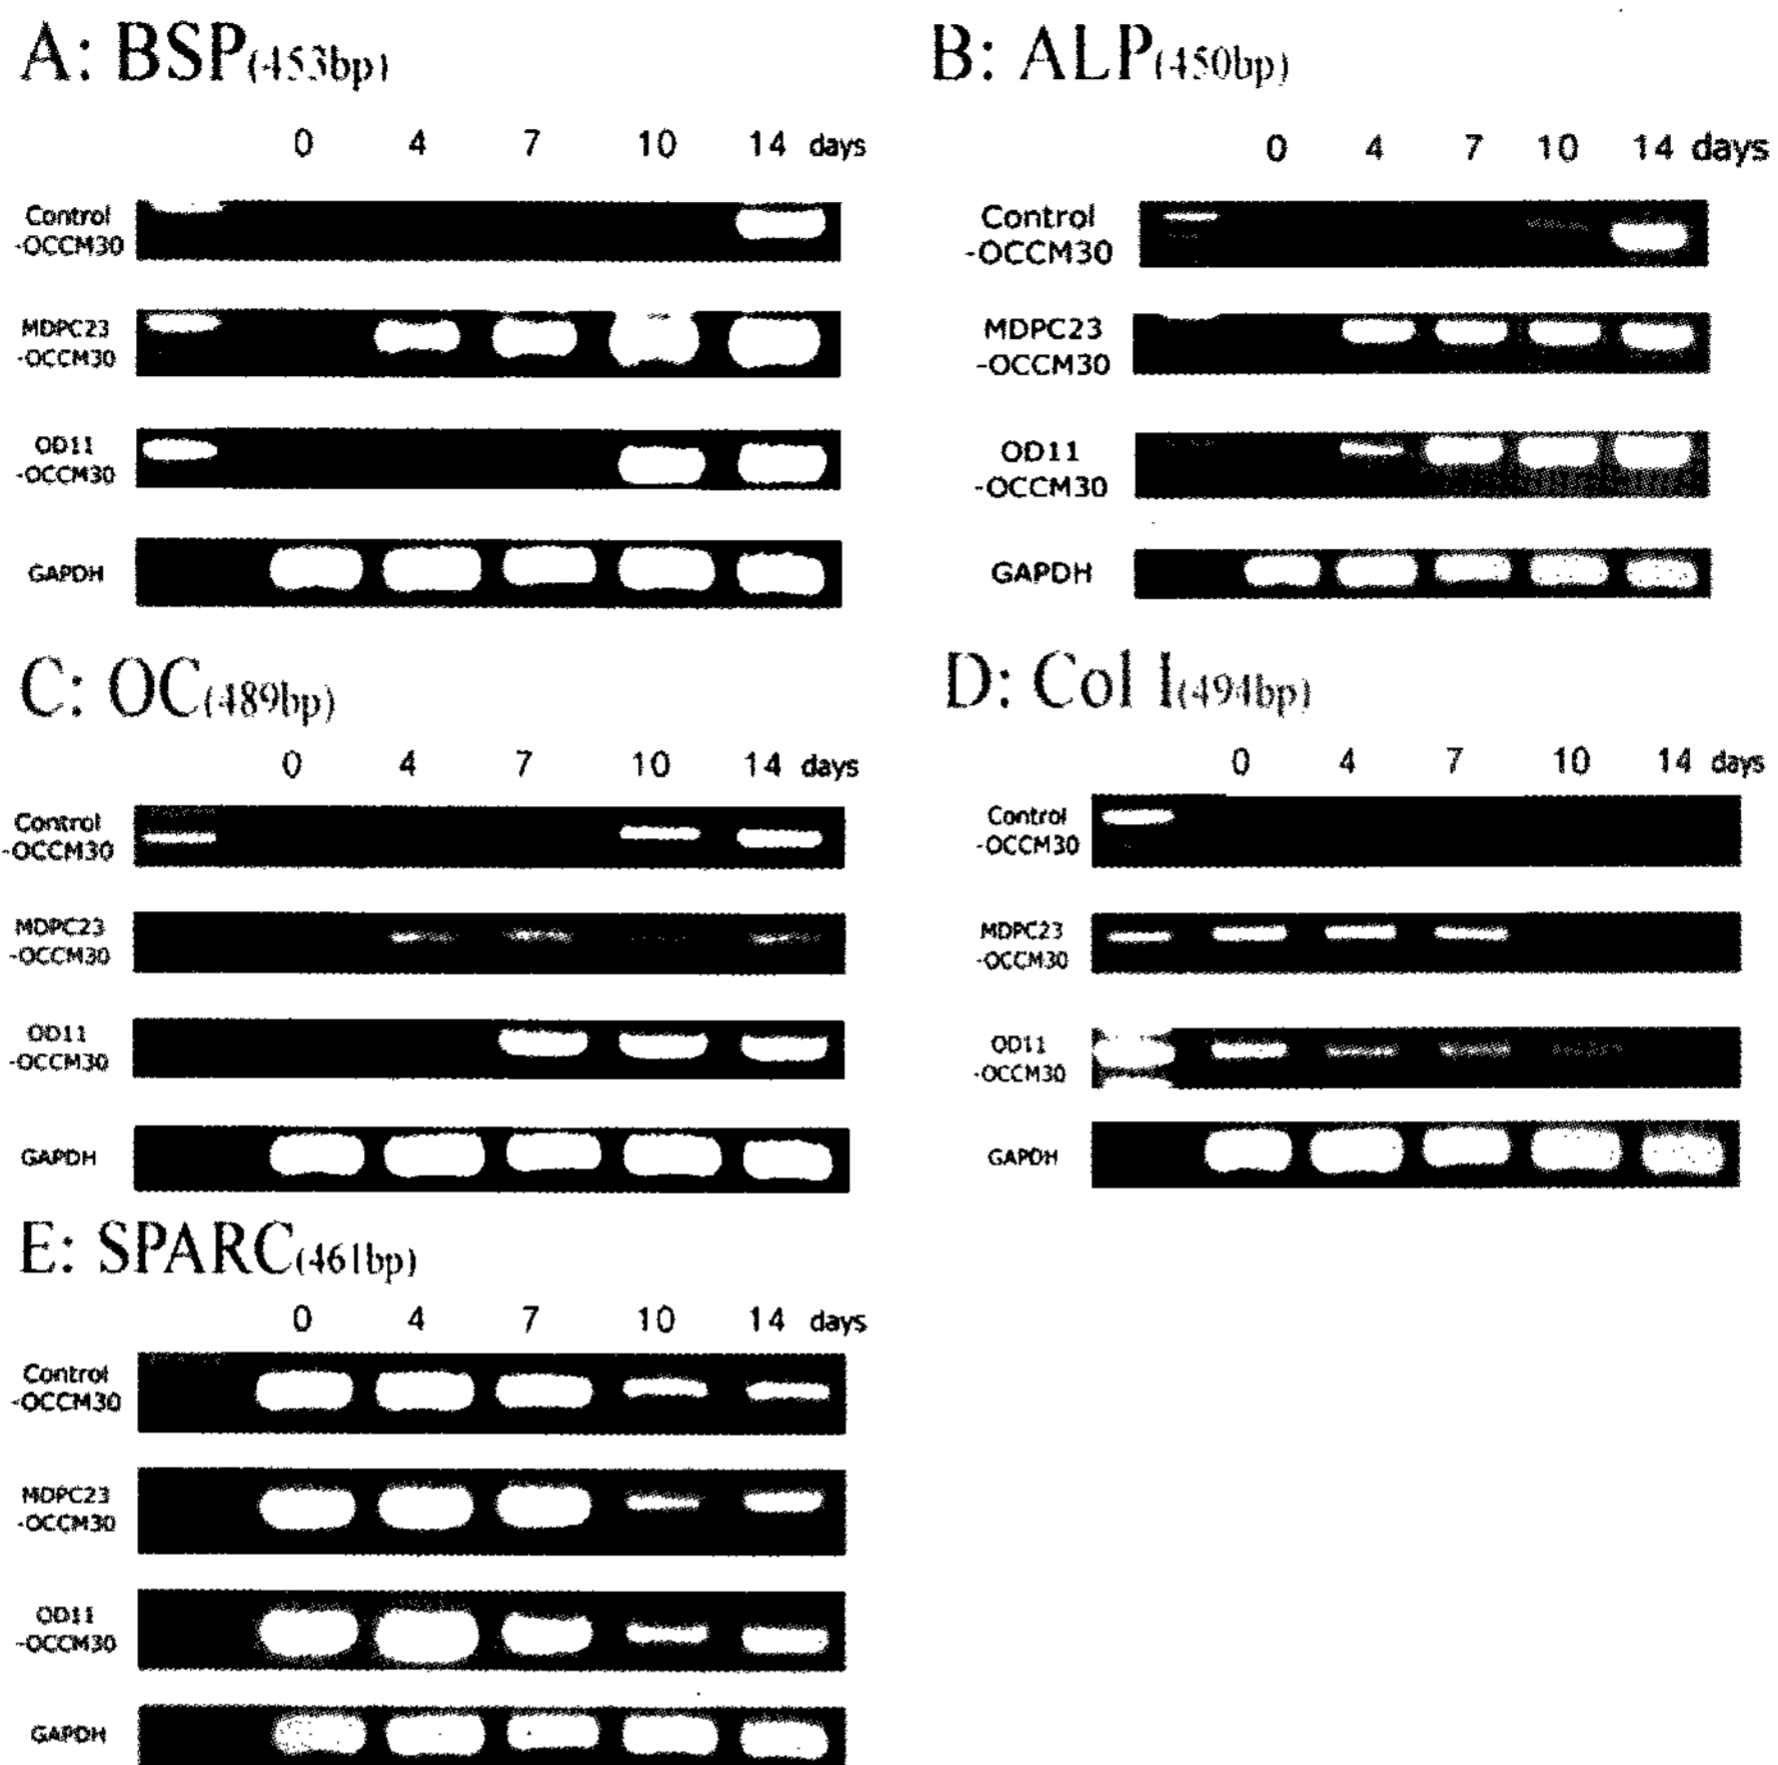 A: BSP(453bp)
0 4 7 10 14 days
Control
-OCCM30
MDPC23
-OCCM30
OD11
-OCCM30
GAPDH
B: ALP(450bp)
0 4 7 10 14 days
Control
-OCCM30
MDPC23
-OCCM30
OD11
-OCCM30
GAPDH
C: OC(489bp)
0 4 7 10 14 days
Control
-OCCM30
MDPC23
-OCCM30
OD11
-OCCM30
GAPDH
D: Col I(494bp)
0 4 7 10 14 days
Control
-OCCM30
MDPC23
-OCCM30
OD11
-OCCM30
GAPDH
E: SPARC(461bp)
0 4 7 10 14 days
Control
-OCCM30
MDPC23
-OCCM30
OD11
-OCCM30
GAPDH